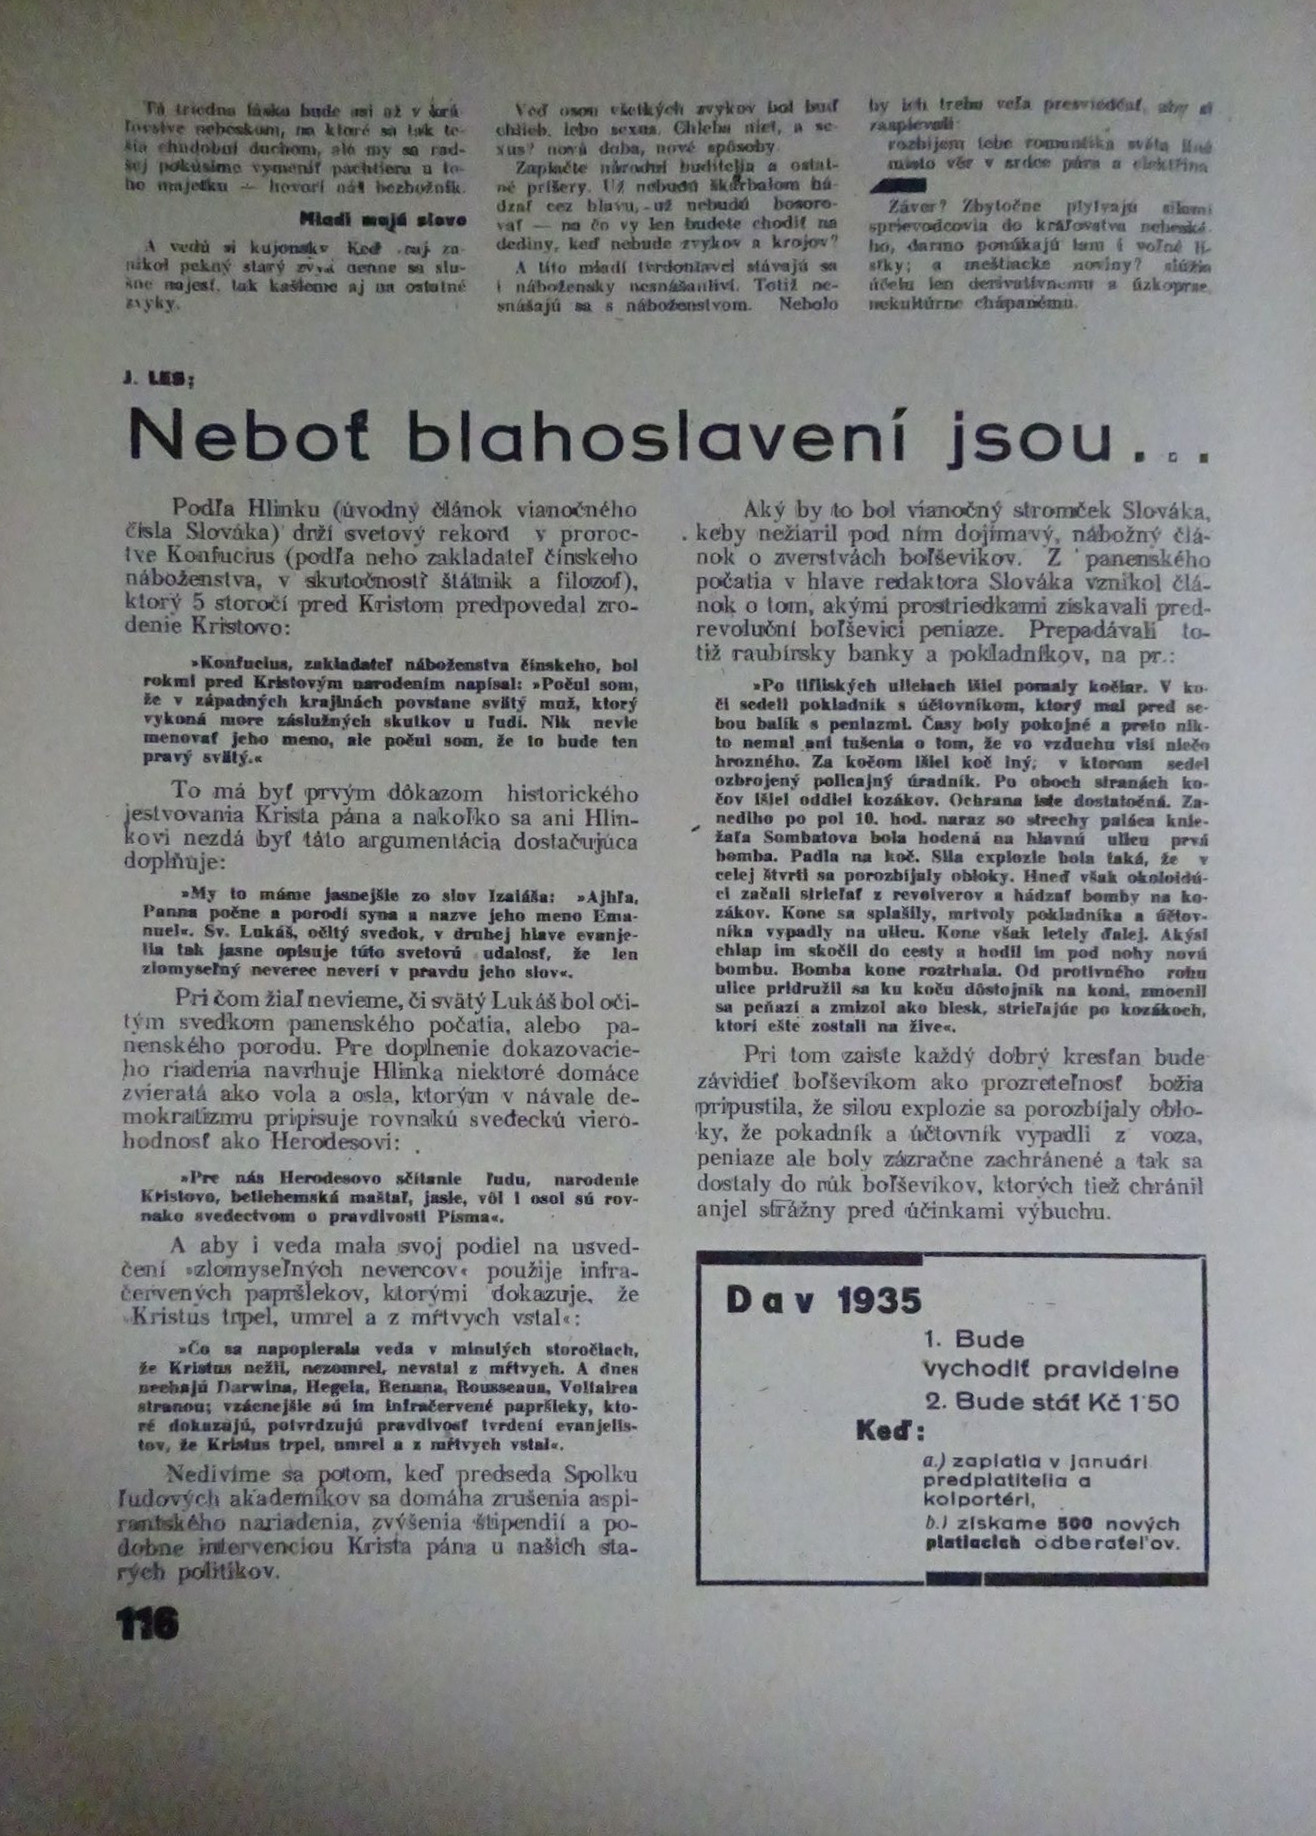 Tá triedna láska bude asi až v krá-
ľovstve nebeskom, na ktoré sa tak te-
šia chudobní duchom, ale my sa rad-
šej pokúsime vymeniť pachtiera u to-
ho majetku — hovorí náš bezbožník.
Mladí majú slovo
A vedú si kujonsky Keď raj za-
nikol pekný starý zvyk denne sa slu-
šne najesť, tak kašleme aj na ostatné
zvyky.
Veď osou všetkých zvykov bol buď
chlieb, lebo sexus. Chleba niet, a se-
xus? nová doba, nové spôsoby.
Zaplačte národní buditelia a ostat-
né príšery. Už nebudú škarbalom há-
dzať cez hlavu, už nebudú bosoro-
vať — na čo vy len budete chodiť na
dediny, keď nebude zvykov a krojov?
A títo mladí tvrdohlavci stávajú sa
i nábožensky nesnášanliví. Totiž ne-
snášajú sa s náboženstvom. Nebolo
by ich treba veľa presviedčať, aby si
zaspievali:
rozbijem tebe romantika světa líné
místo věr v srdce pára a elektřina
Záver? Zbytočne plytvajú silami
sprievodcovia do kráľovstva nebeské-
ho, darmo ponúkajú tam i voľné lí-
stky; a meštiacke noviny? slúžia
účelu len derivatívnemu a úzkoprse,
nekultúrne chápanému.
J. LES:
Neboť blahoslavení jsou...
Podľa Hlinku (úvodný článok vianočného
čísla Slováka) drží svetový rekord v proroc-
tve Konfucius (podľa neho zakladateľ čínskeho
náboženstva, v skutočnosti štátnik a filozof),
ktorý 5 storočí pred Kristom predpovedal zro-
denie Kristovo:
»Konfucius, zakladateľ náboženstva čínskeho, bol
rokmi pred Kristovým narodením napísal: »Počul som,
že v západných krajinách povstane svätý muž, ktorý
vykoná more záslužných skutkov u ľudí. Nik nevie
menovať jeho meno, ale počul som, že to bude ten
pravý svätý.«
To má byť prvým dôkazom historického
jestvovania Krista pána a nakoľko sa ani Hlin-
kovi nezdá byť táto argumentácia dostačujúca
doplňuje:
»My to máme jasnejšie zo slov Izaiáša: »Ajhľa,
Panna počne a porodí syna a nazve jeho meno Ema-
nuel«. Sv. Lukáš, očitý svedok, v druhej hlave evanje-
lia tak jasne opisuje túto svetovú udalosť, že len
zlomyseľný neverec neverí v pravdu jeho slov«.
Pri čom žiaľ nevieme, či svätý Lukáš bol oči-
tým svedkom panenského počatia, alebo pa-
nenského porodu. Pre doplnenie dokazovacie-
ho riadenia navrhuje Hlinka niektoré domáce
zvieratá ako vola a osla, ktorým v návale de-
mokratizmu pripisuje rovnakú svedeckú viero-
hodnosť ako Herodesovi:
»Pre nás Herodesovo sčítanie ľudu, narodenie
Kristovo, betlehemská maštaľ, jasle, vôl i osol sú rov-
nako svedectvom o pravdivosti Písma«.
A aby i veda mala svoj podiel na usved-
čení »zlomyseľných nevercov« použije infra-
červených papršlekov, ktorými dokazuje, že
»Kristus trpel, umrel a z mŕtvych vstal«:
»Čo sa napopierala veda v minulých storočiach,
že Kristus nežil, nezomrel, nevstal z mŕtvych. A dnes
nechajú Darwina, Hegela, Renana, Rousseaua, Voltairea
stranou; vzácnejšie sú im infračervené papršleky, kto-
ré dokazujú, potvrdzujú pravdivosť tvrdení evanjelis-
tov, že Kristus trpel, umrel a z mŕtvych vstal«.
Nedivíme sa potom, keď predseda Spolku
ľudových akademikov sa domáha zrušenia aspi-
rantského nariadenia, zvýšenia štipendií a po-
dobne intervenciou Krista pána u našich sta-
rých politikov.
Aký by to bol vianočný stromček Slováka,
keby nežiaril pod ním dojímavý, nábožný člá-
nok o zverstvách boľševikov. Z panenského
počatia v hlave redaktora Slováka vznikol člá-
nok o tom, akými prostriedkami získavali pred-
revoluční boľševici peniaze. Prepadávali to-
tiž raubírsky banky a pokladníkov, na pr.:
»Po tifliských uliciach išiel pomaly kočiar. V ko-
či sedeli pokladník s účtovníkom, ktorý mal pred se-
bou balík s peniazmi. Časy boly pokojné a preto nik-
to nemal ani tušenia o tom, že vo vzduchu visí niečo
hrozného. Za kočom išiel koč iný, v ktorom sedel
ozbrojený policajný úradník. Po oboch stranách ko-
čov išiel oddiel kozákov. Ochrana iste dostatočná. Za-
nedlho po pol 10. hod. naraz so strechy paláca knie-
žaťa Sombatova bola hodená na hlavnú ulicu prvá
bomba. Padla na koč. Sila explozie bola taká, že v
celej štvrti sa porozbíjaly obloky. Hneď však okoloidú-
ci začali strieľať z revolverov a hádzať bomby na ko-
zákov. Kone sa splašily, mrtvoly pokladníka a účtov-
níka vypadly na ulicu. Kone však letely ďalej. Akýsi
chlap im skočil do cesty a hodil im pod nohy novú
bombu. Bomba kone roztrhala. Od protivného rohu
ulice pridružil sa ku koču dôstojník na koni, zmocnil
sa peňazí a zmizol ako blesk, strieľajúc po kozákoch,
ktorí ešte zostali na žive«.
Pri tom zaiste každý dobrý kresťan bude
závidieť boľševikom ako prozreteľnosť božia
pripustila, že silou explozie sa porozbíjaly oblo-
ky, že pokadník a účtovník vypadli z voza,
peniaze ale boly zázračne zachránené a tak sa
dostaly do rúk boľševikov, ktorých tiež chránil
anjel strážny pred účinkami výbuchu.
Dav 1935
1. Bude
vychodiť pravidelne
2. Bude stáť Kč 1·50
Keď:
a.) zaplatia v januári
predplatitelia a
kolportéri,
b.) získame 500 nových
platiacich odberateľov.
116